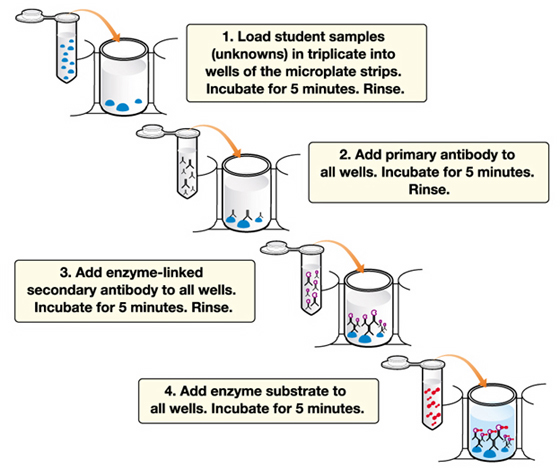 1. Load student samples
(unknowns) in triplicate into
wells of the microplate strips.
Incubate for 5 minutes. Rinse.
2. Add primary antibody to
all wells. Incubate for 5 minutes.
Rinse.
3. Add enzyme-linked
secondary antibody to all wells.
Incubate for 5 minutes. Rinse.
4. Add enzyme substrate to
all wells. Incubate for 5 minutes.